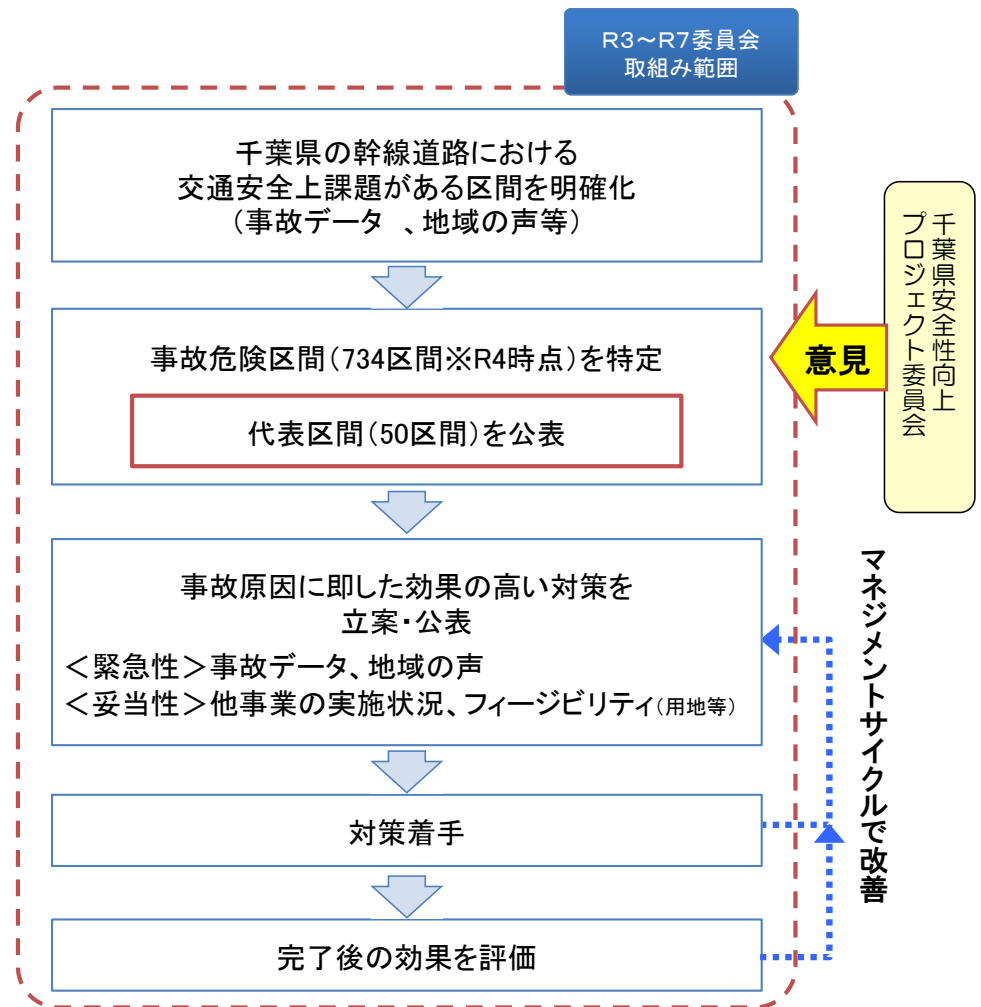 R3～R7委員会
取組み範囲
千葉県の幹線道路における
交通安全上課題がある区間を明確化
（事故データ 、地域の声等）
事故危険区間（734区間※R4時点）を特定
代表区間（50区間）を公表
意見
千葉県安全性向上
プロジェクト委員会
事故原因に即した効果の高い対策を
立案・公表
＜緊急性＞事故データ、地域の声
＜妥当性＞他事業の実施状況、フィージビリティ（用地等）
マネジメントサイクルで改善
対策着手
完了後の効果を評価